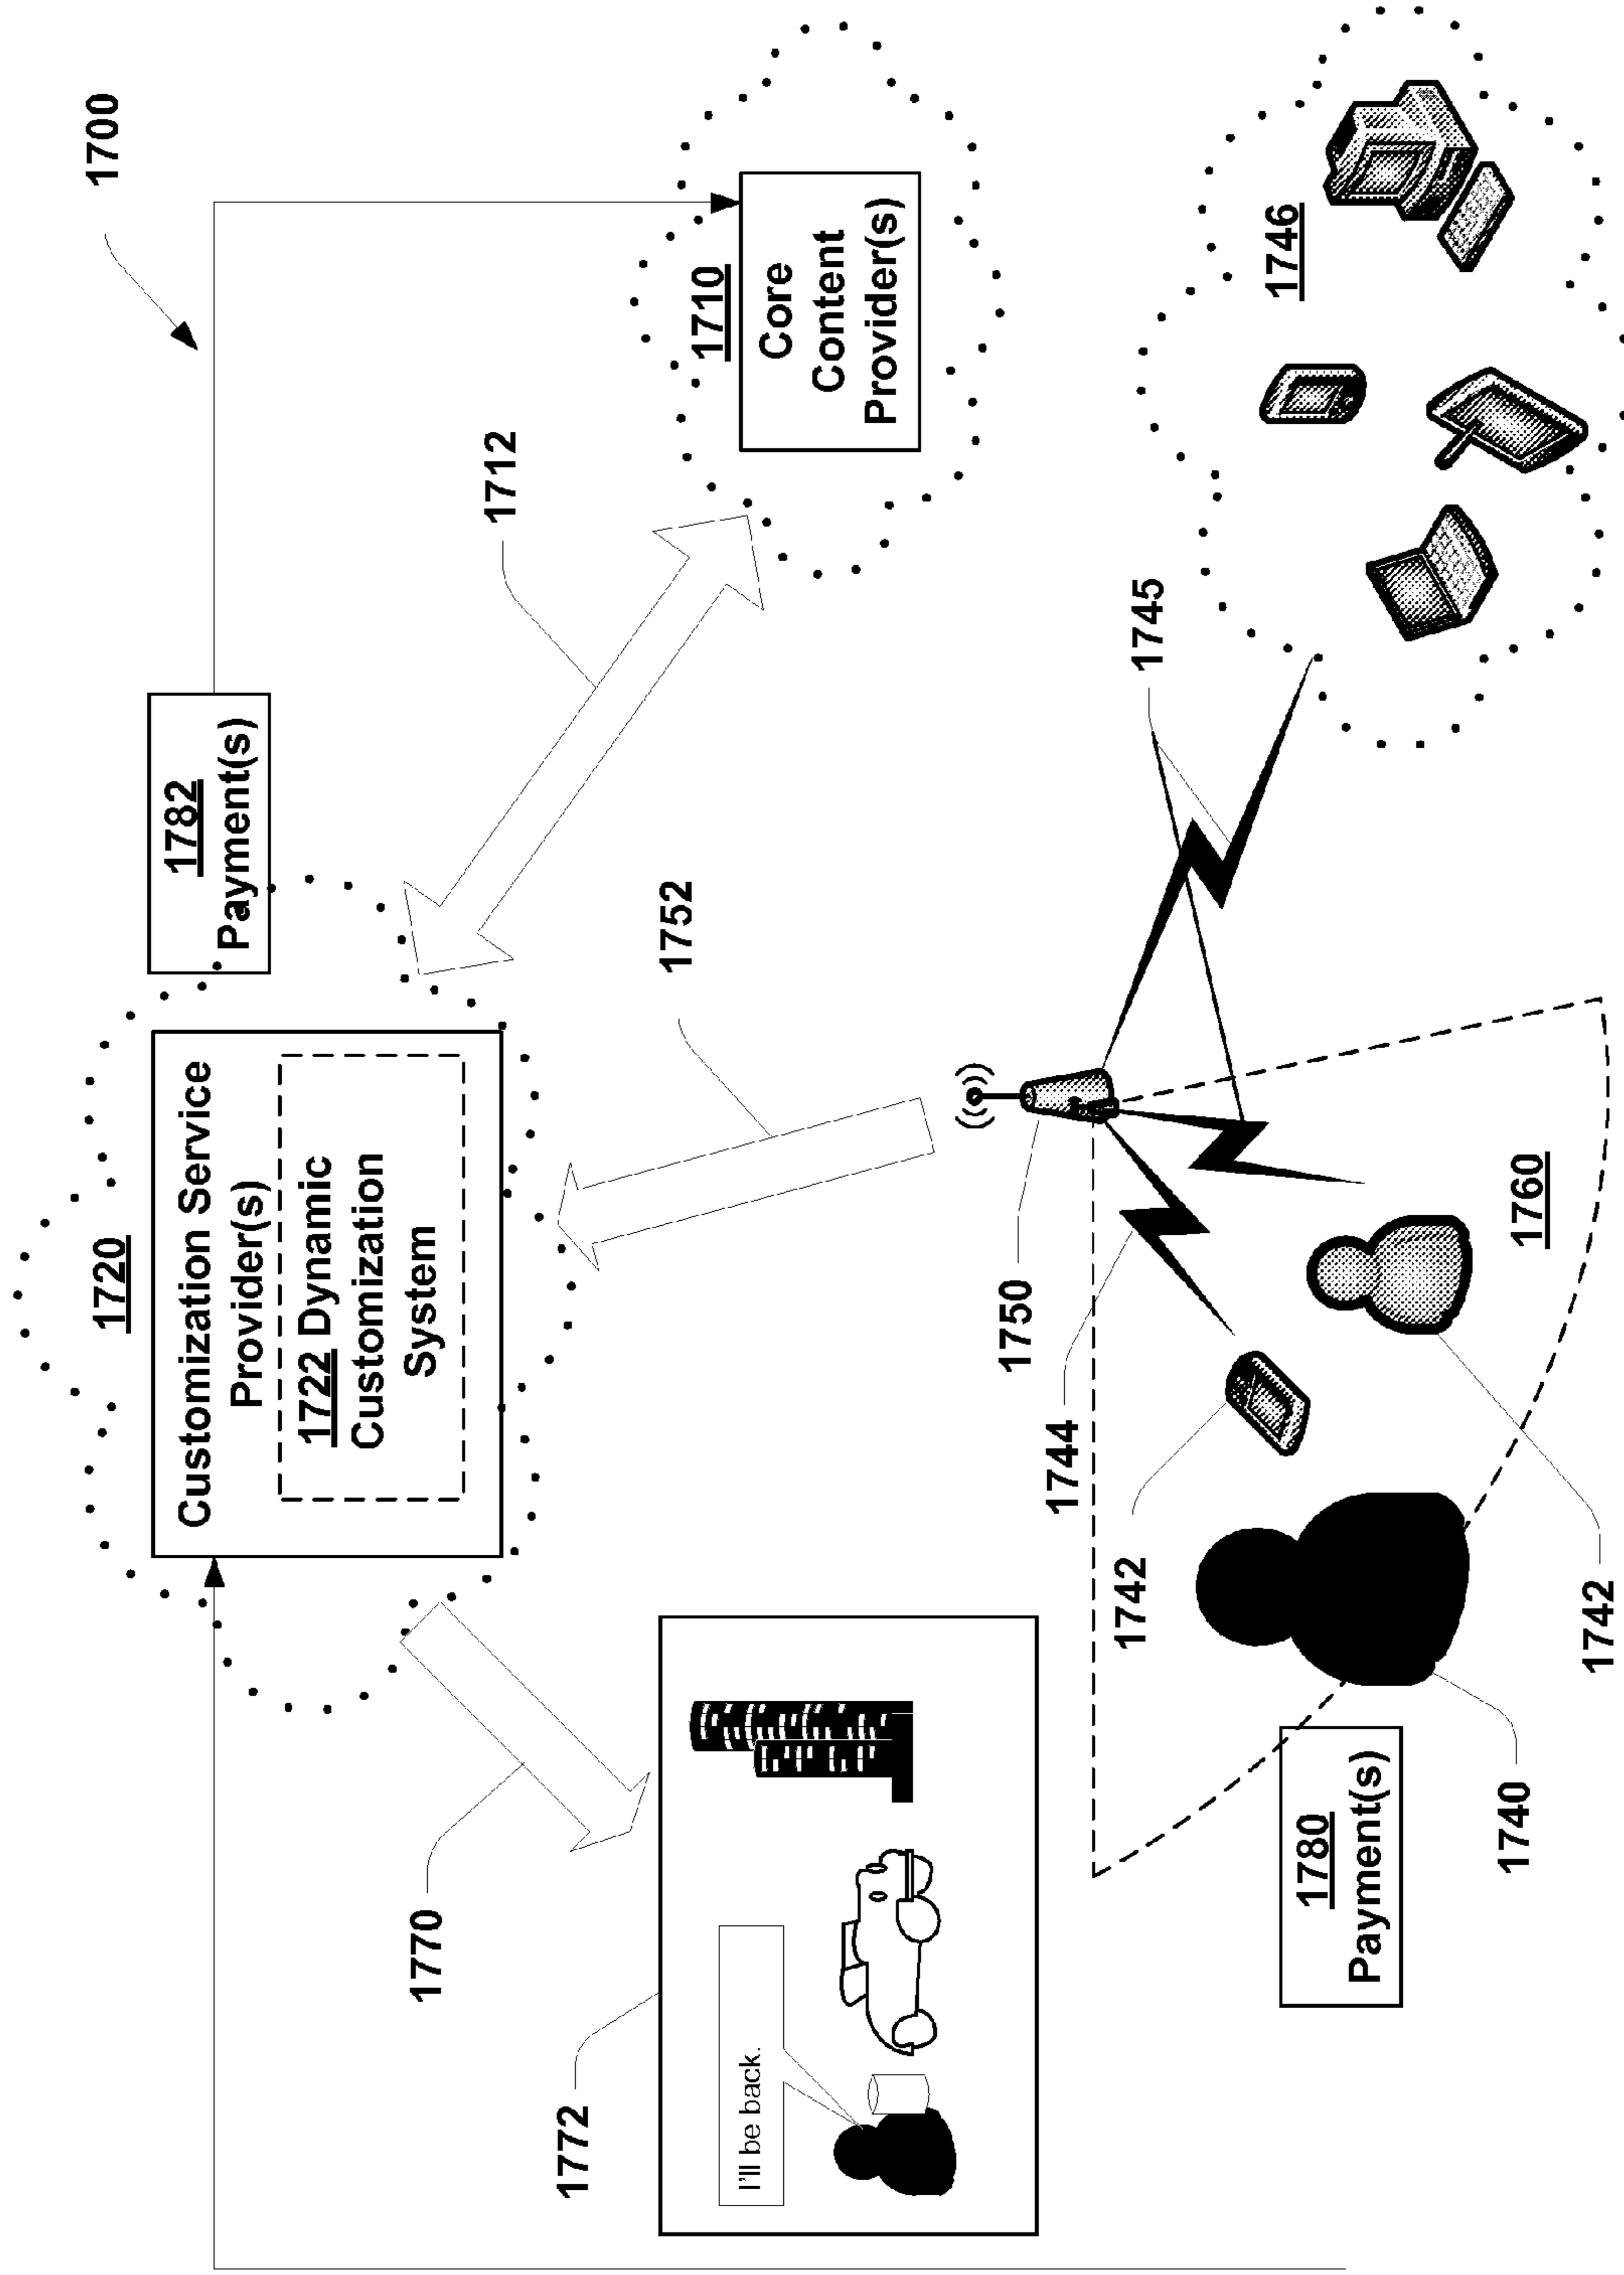 1700
1782
Payment(s)
1720
Customization Service
Provider(s)
1722 Dynamic
Customization
System
1712
1710
Core
Content
Provider(s)
1770
1752
1772
I'll be back.
1750
1744
1745
1746
1742
1760
1780
Payment(s)
1740
1742